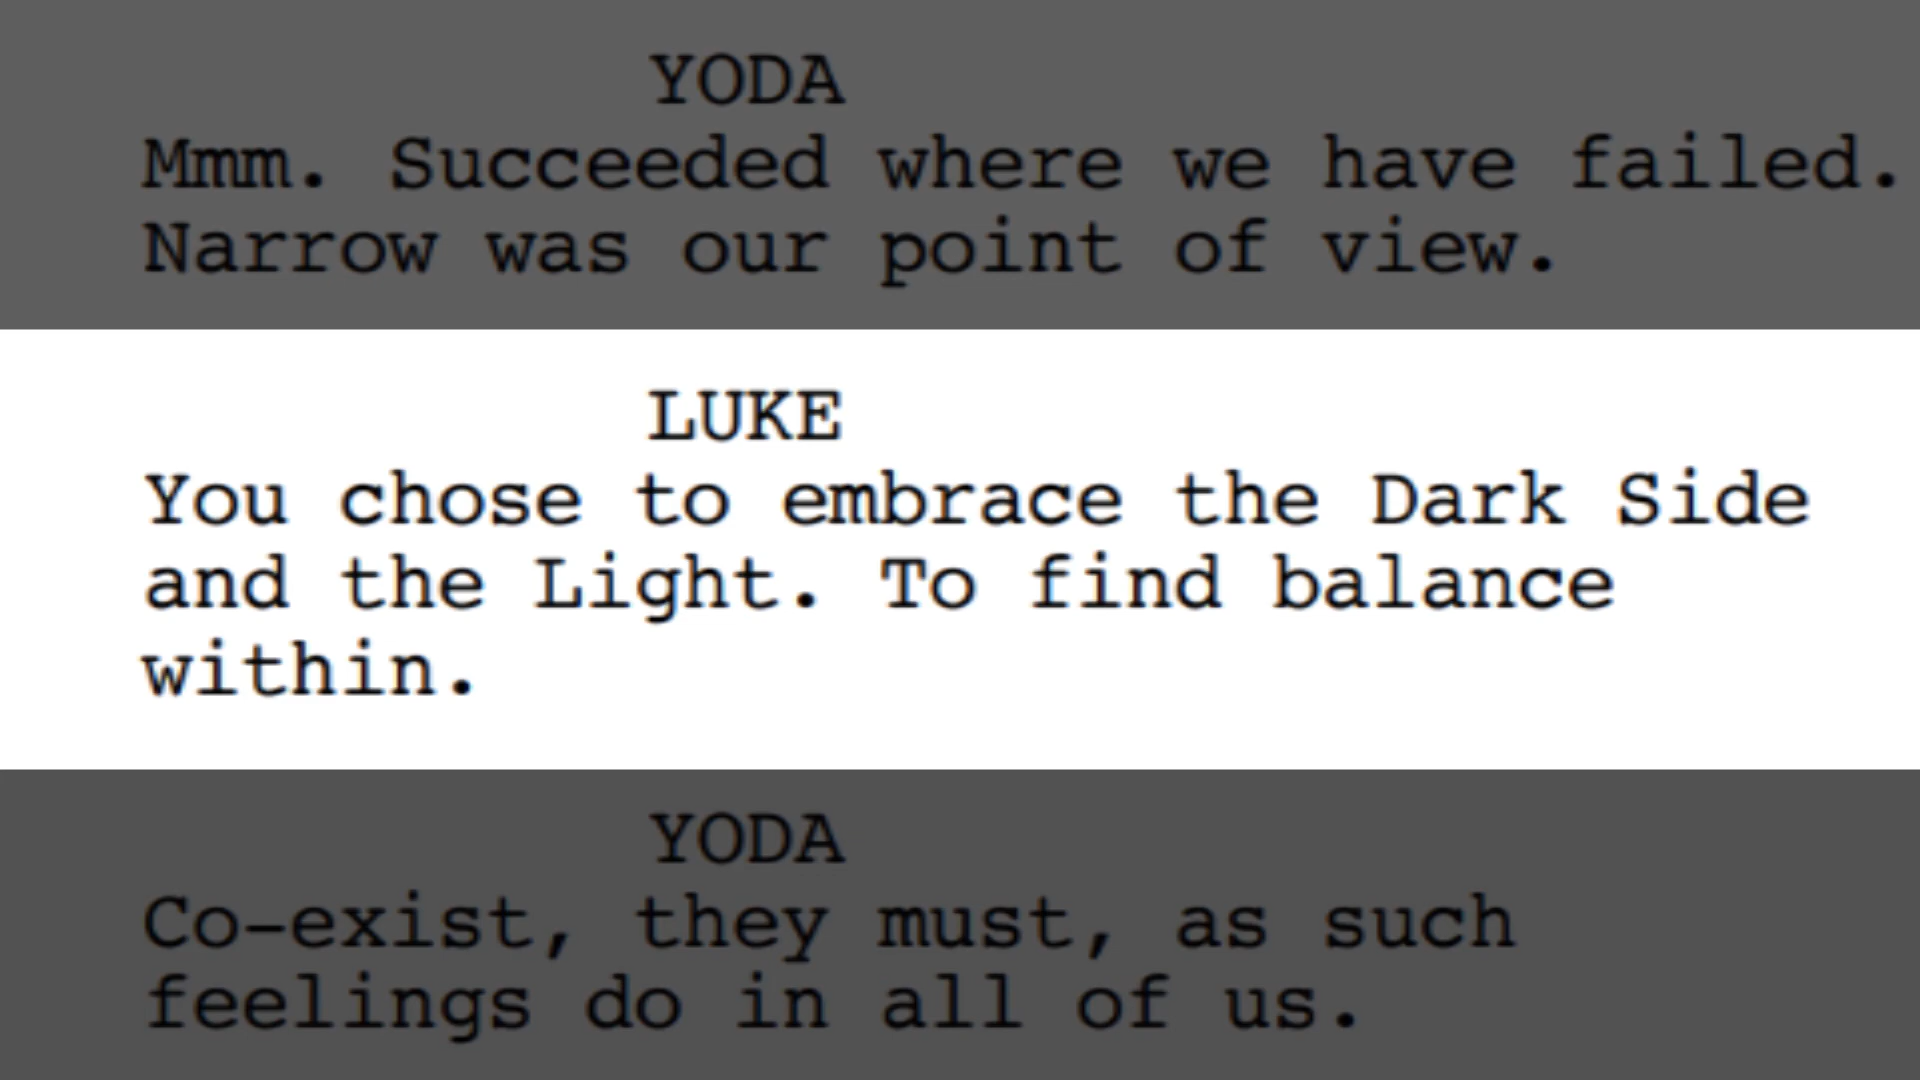 YODA
Mmm. Succeeded where we have failed.
Narrow was our point of view.
LUKE
You chose to embrace the Dark Side
and the Light. To find balance
within.
YODA
Co-exist, they must, as such
feelings do in all of us.